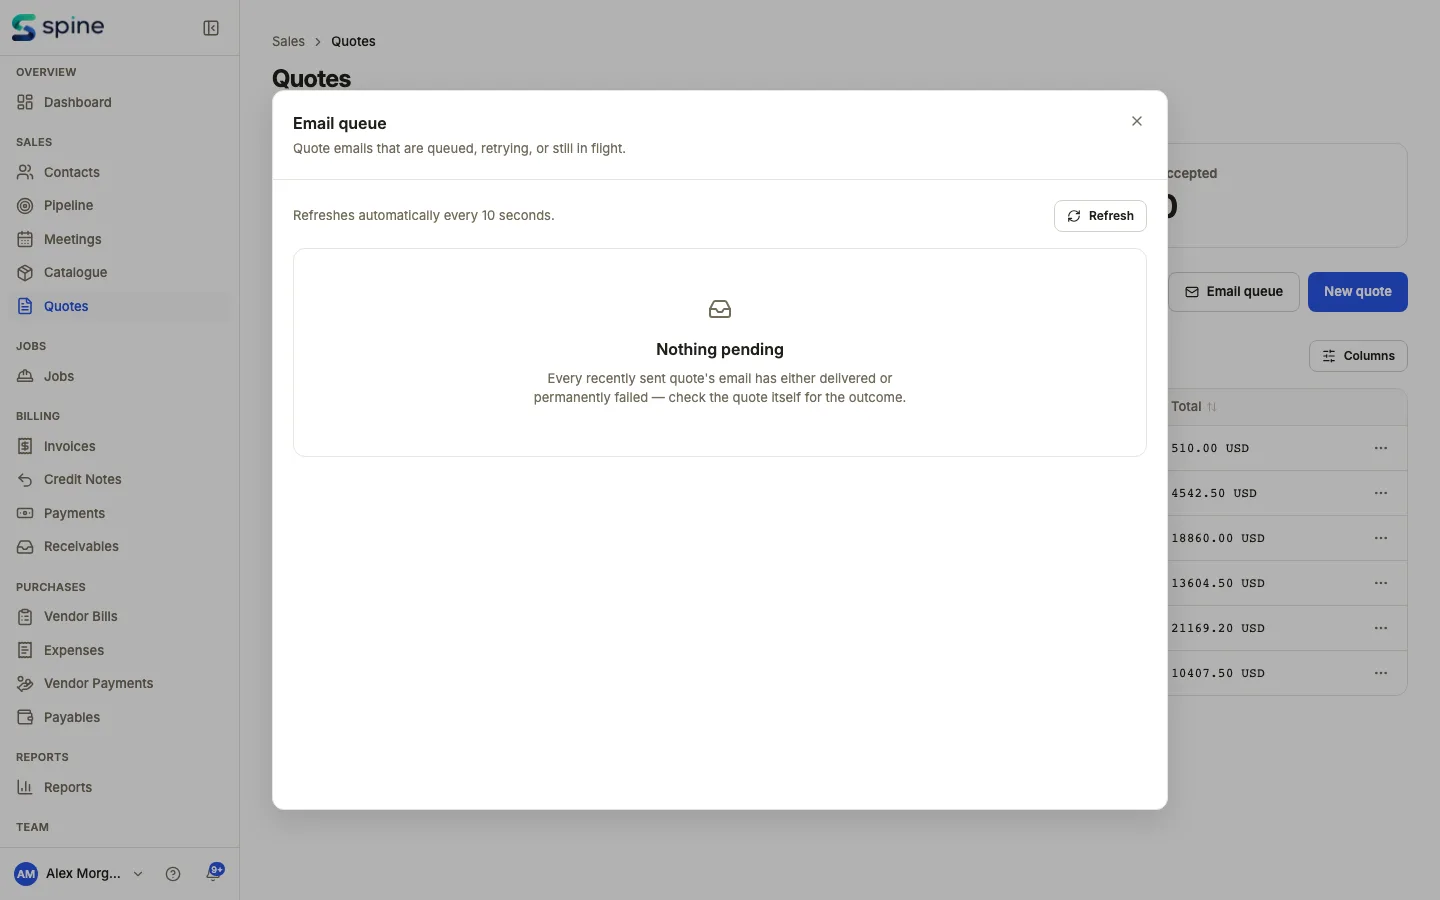 spine
OVERVIEW
Dashboard
SALES
Contacts
Pipeline
Meetings
Catalogue
Quotes
JOBS
Jobs
BILLING
Invoices
Credit Notes
Payments
Receivables
PURCHASES
Vendor Bills
Expenses
Vendor Payments
Payables
REPORTS
Reports
TEAM
AM Alex Morg... 9+
Sales > Quotes
Quotes
Email queue
Quote emails that are queued, retrying, or still in flight.
Refreshes automatically every 10 seconds.
Refresh
Nothing pending
Every recently sent quote's email has either delivered or
permanently failed — check the quote itself for the outcome.
ccepted
0
Email queue
New quote
Columns
Total
510.00 USD
4542.50 USD
18860.00 USD
13604.50 USD
21169.20 USD
10407.50 USD